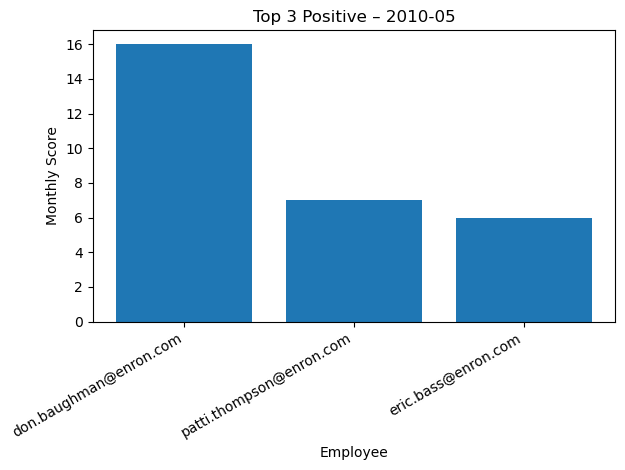 Top 3 Positive – 2010-05
Monthly Score
16
14
12
10
8
6
4
2
0
don.baughman@enron.com
patti.thompson@enron.com
eric.bass@enron.com
Employee